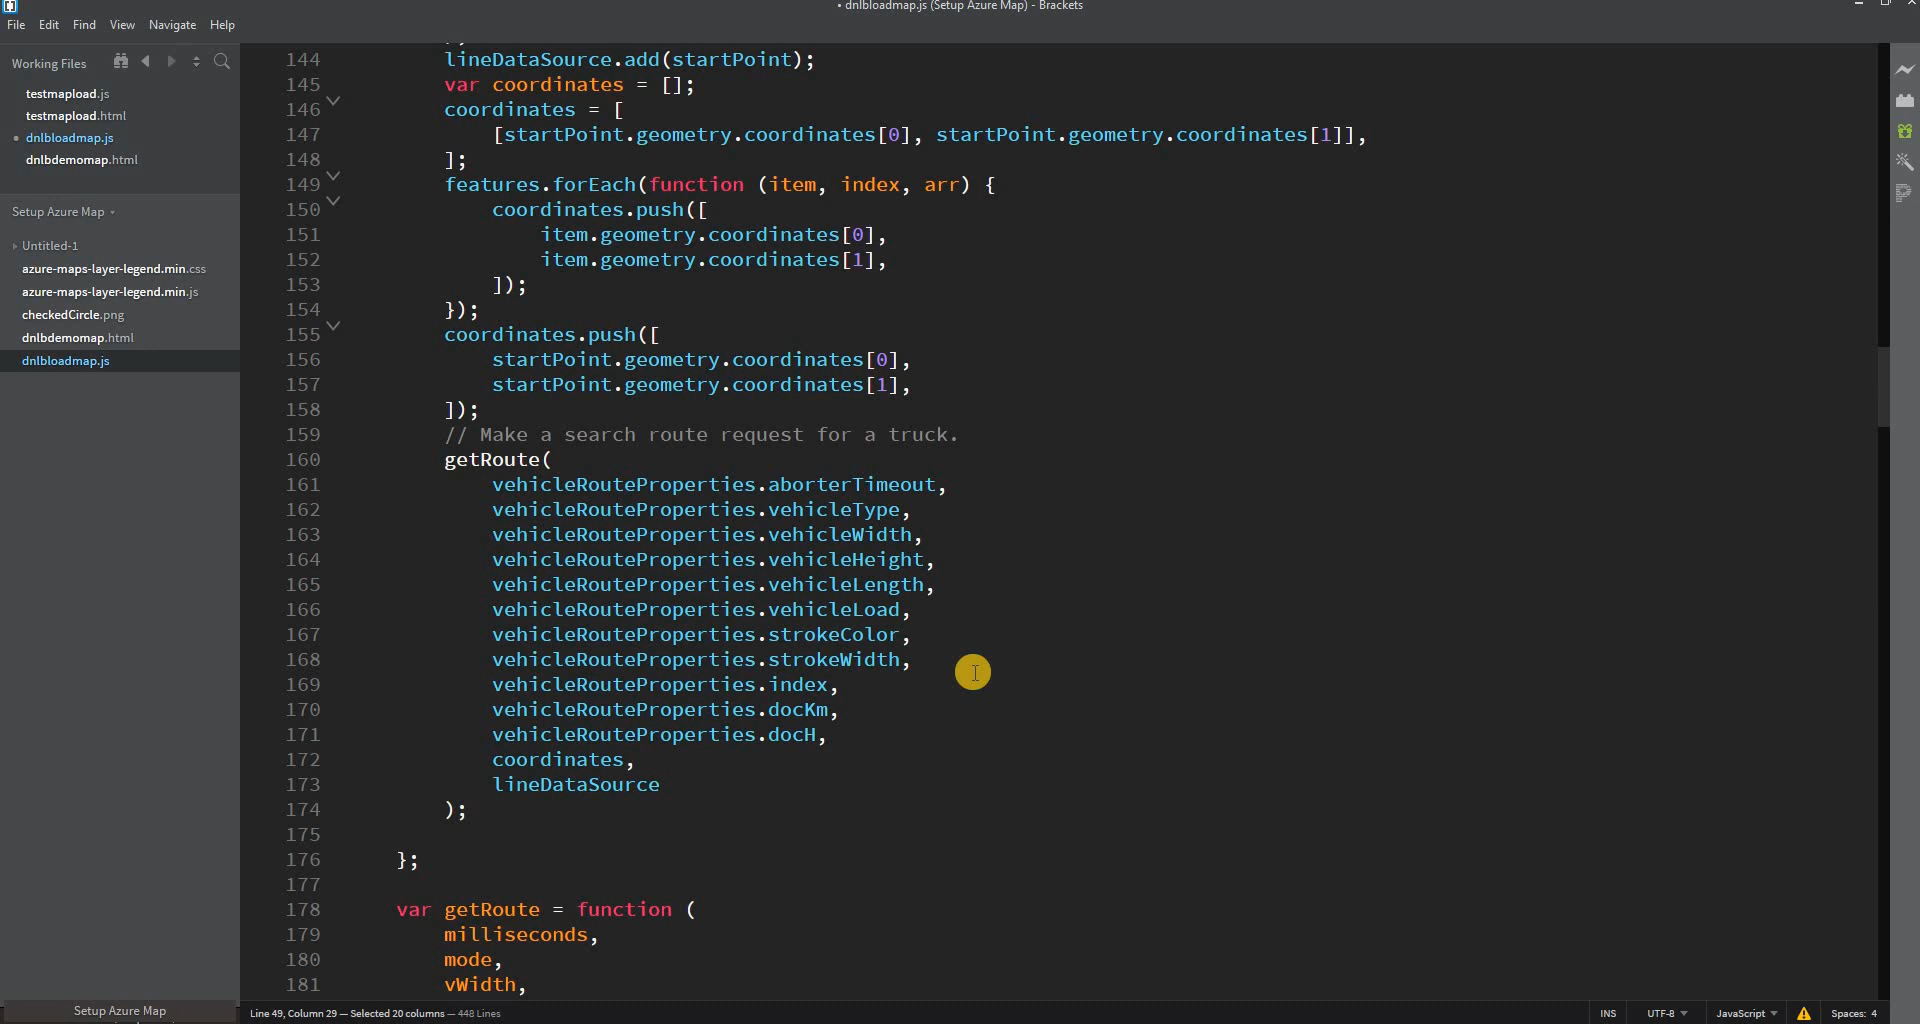 • dnlbloadmap.js (Setup Azure Map) - Brackets
File Edit Find View Navigate Help
Working Files
testmapload.js
testmapload.html
dnlbloadmap.js
dnlbdemomap.html
Setup Azure Map
Untitled-1
azure-maps-layer-legend.min.css
azure-maps-layer-legend.min.js
checkedCircle.png
dnlbdemomap.html
dnlbloadmap.js
144 lineDataSource.add(startPoint);
145 var coordinates = [];
146 coordinates = [
147 [startPoint.geometry.coordinates[0], startPoint.geometry.coordinates[1]],
148 ];
149 features.forEach(function (item, index, arr) {
150 coordinates.push([
151 item.geometry.coordinates[0],
152 item.geometry.coordinates[1],
153 ]);
154 });
155 coordinates.push([
156 startPoint.geometry.coordinates[0],
157 startPoint.geometry.coordinates[1],
158 ]);
159 // Make a search route request for a truck.
160 getRoute(
161 vehicleRouteProperties.aborterTimeout,
162 vehicleRouteProperties.vehicleType,
163 vehicleRouteProperties.vehicleWidth,
164 vehicleRouteProperties.vehicleHeight,
165 vehicleRouteProperties.vehicleLength,
166 vehicleRouteProperties.vehicleLoad,
167 vehicleRouteProperties.strokeColor,
168 vehicleRouteProperties.strokeWidth,
169 vehicleRouteProperties.index,
170 vehicleRouteProperties.docKm,
171 vehicleRouteProperties.docH,
172 coordinates,
173 lineDataSource
174 );
175
176 };
177
178 var getRoute = function (
179 milliseconds,
180 mode,
181 vWidth,
Setup Azure Map
Line 49, Column 29 — Selected 20 columns — 448 Lines
INS UTF-8 JavaScript Spaces: 4